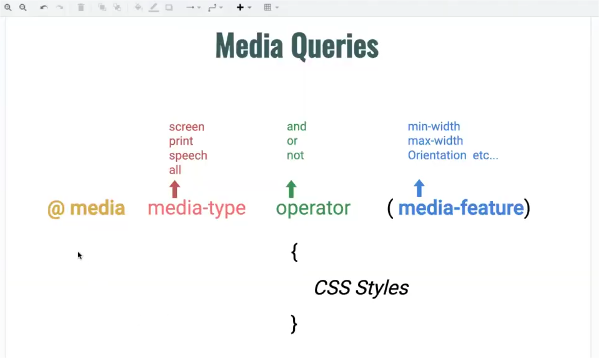 Media Queries
screen
print
speech
all
and
or
not
min-width
max-width
Orientation etc...
@ media media-type operator ( media-feature)
{
CSS Styles
}